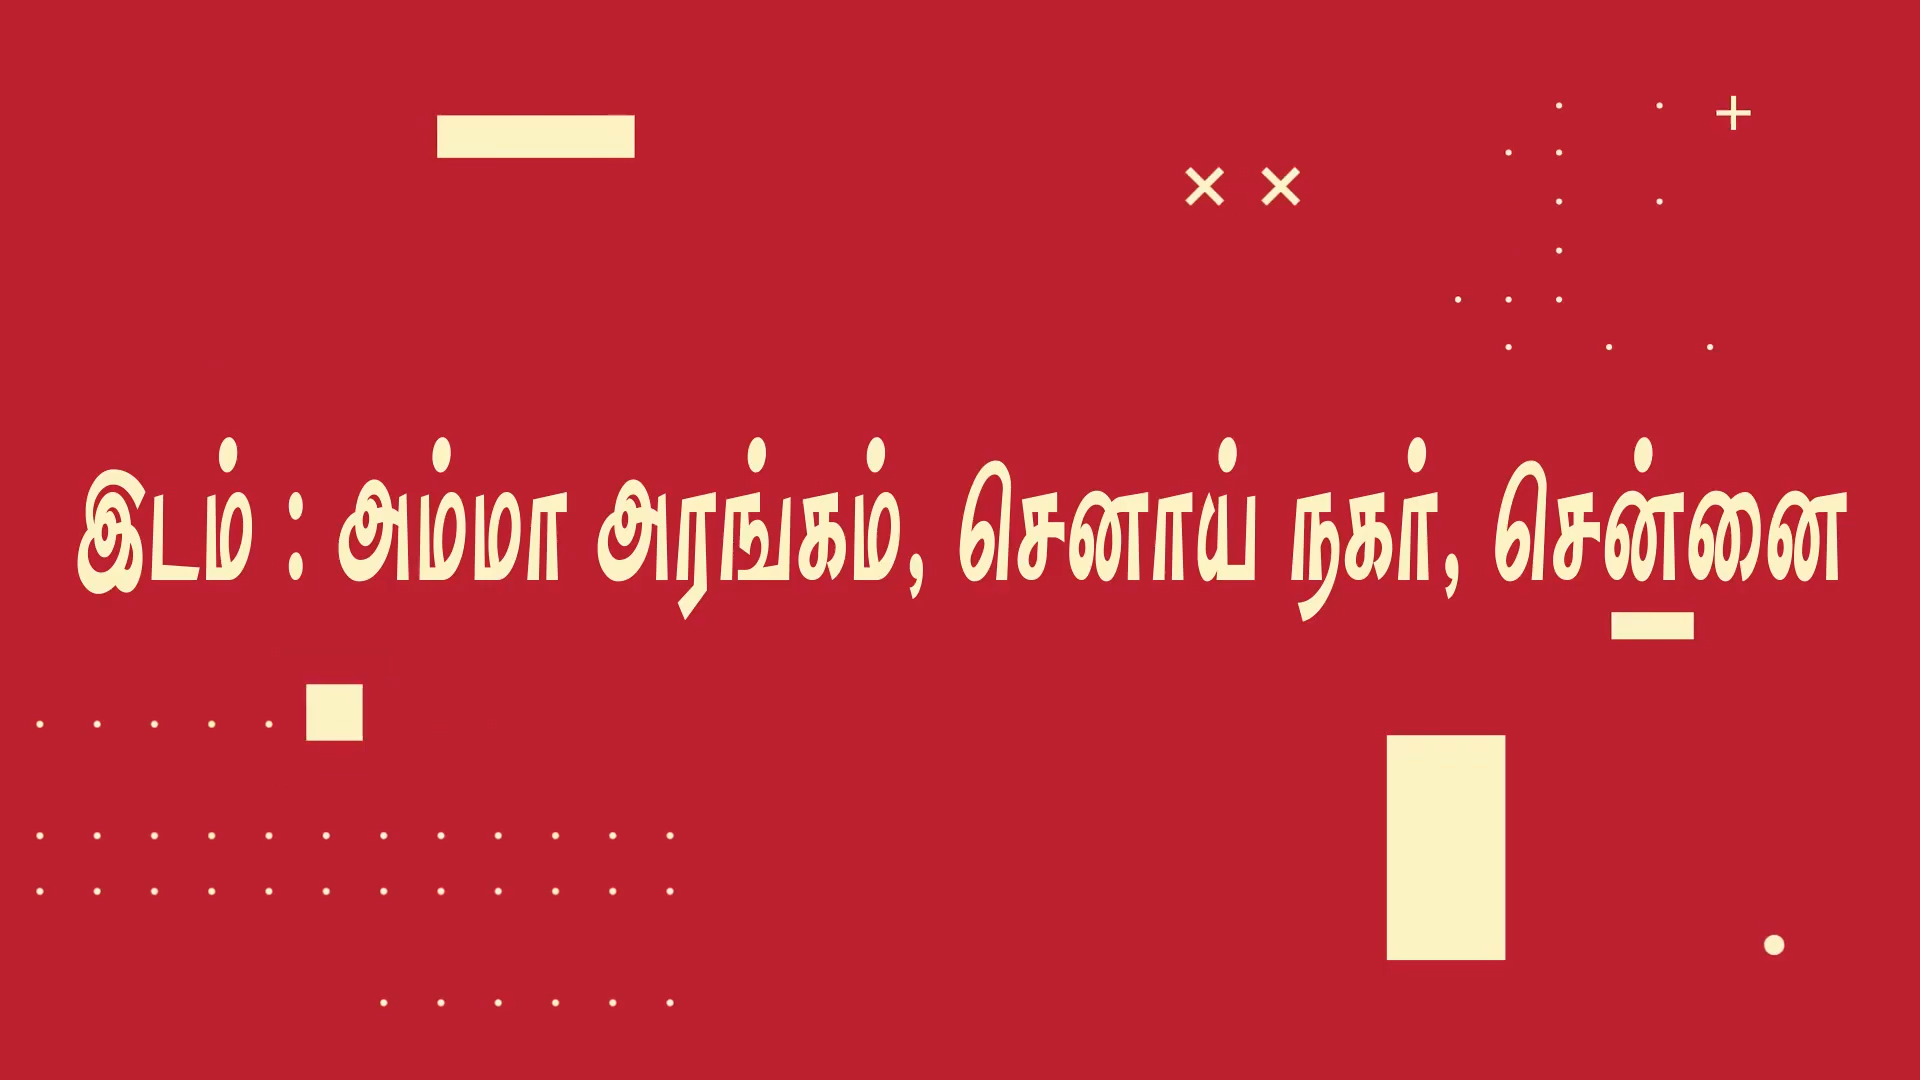 இடம் : அம்மா அரங்கம், செனாய் நகர், சென்னை